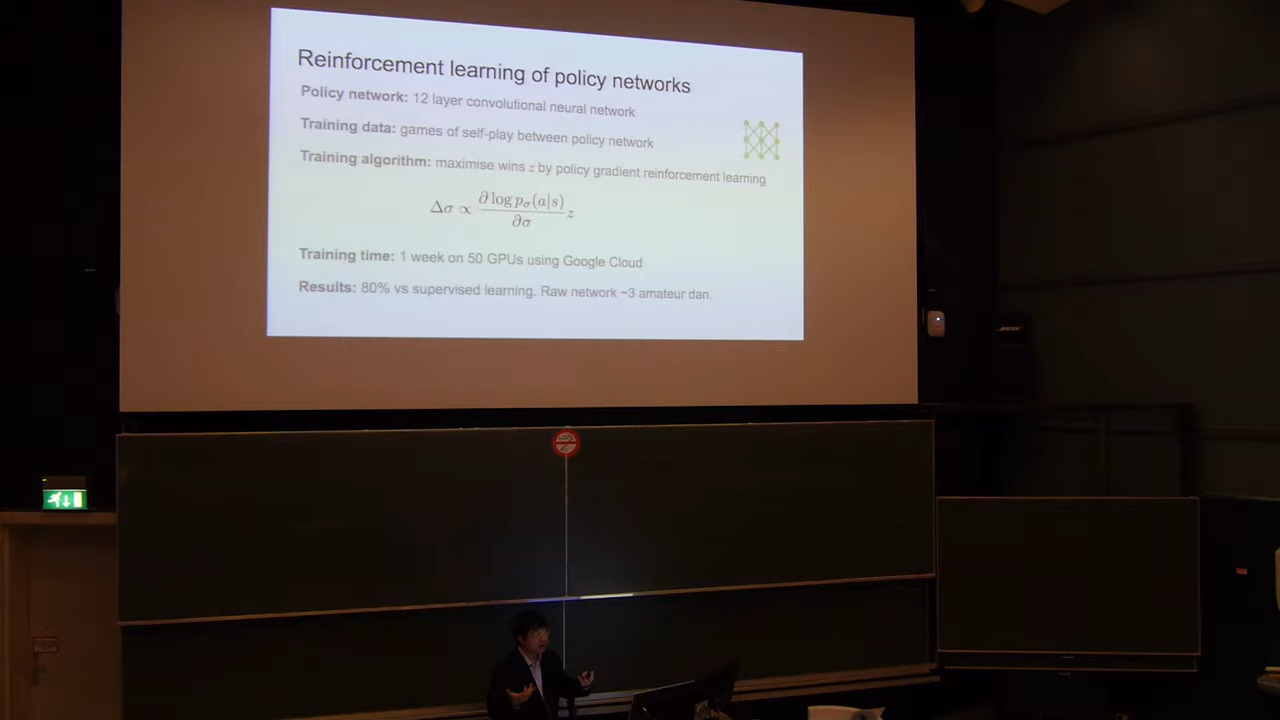 Reinforcement learning of policy networks
Policy network: 12 layer convolutional neural network
Training data: games of self-play between policy network
Training algorithm: maximise wins z by policy gradient reinforcement learning
Δσ ∝ ∂ log pσ(a|s) / ∂σ z
Training time: 1 week on 50 GPUs using Google Cloud
Results: 80% vs supervised learning. Raw network ~3 amateur dan.